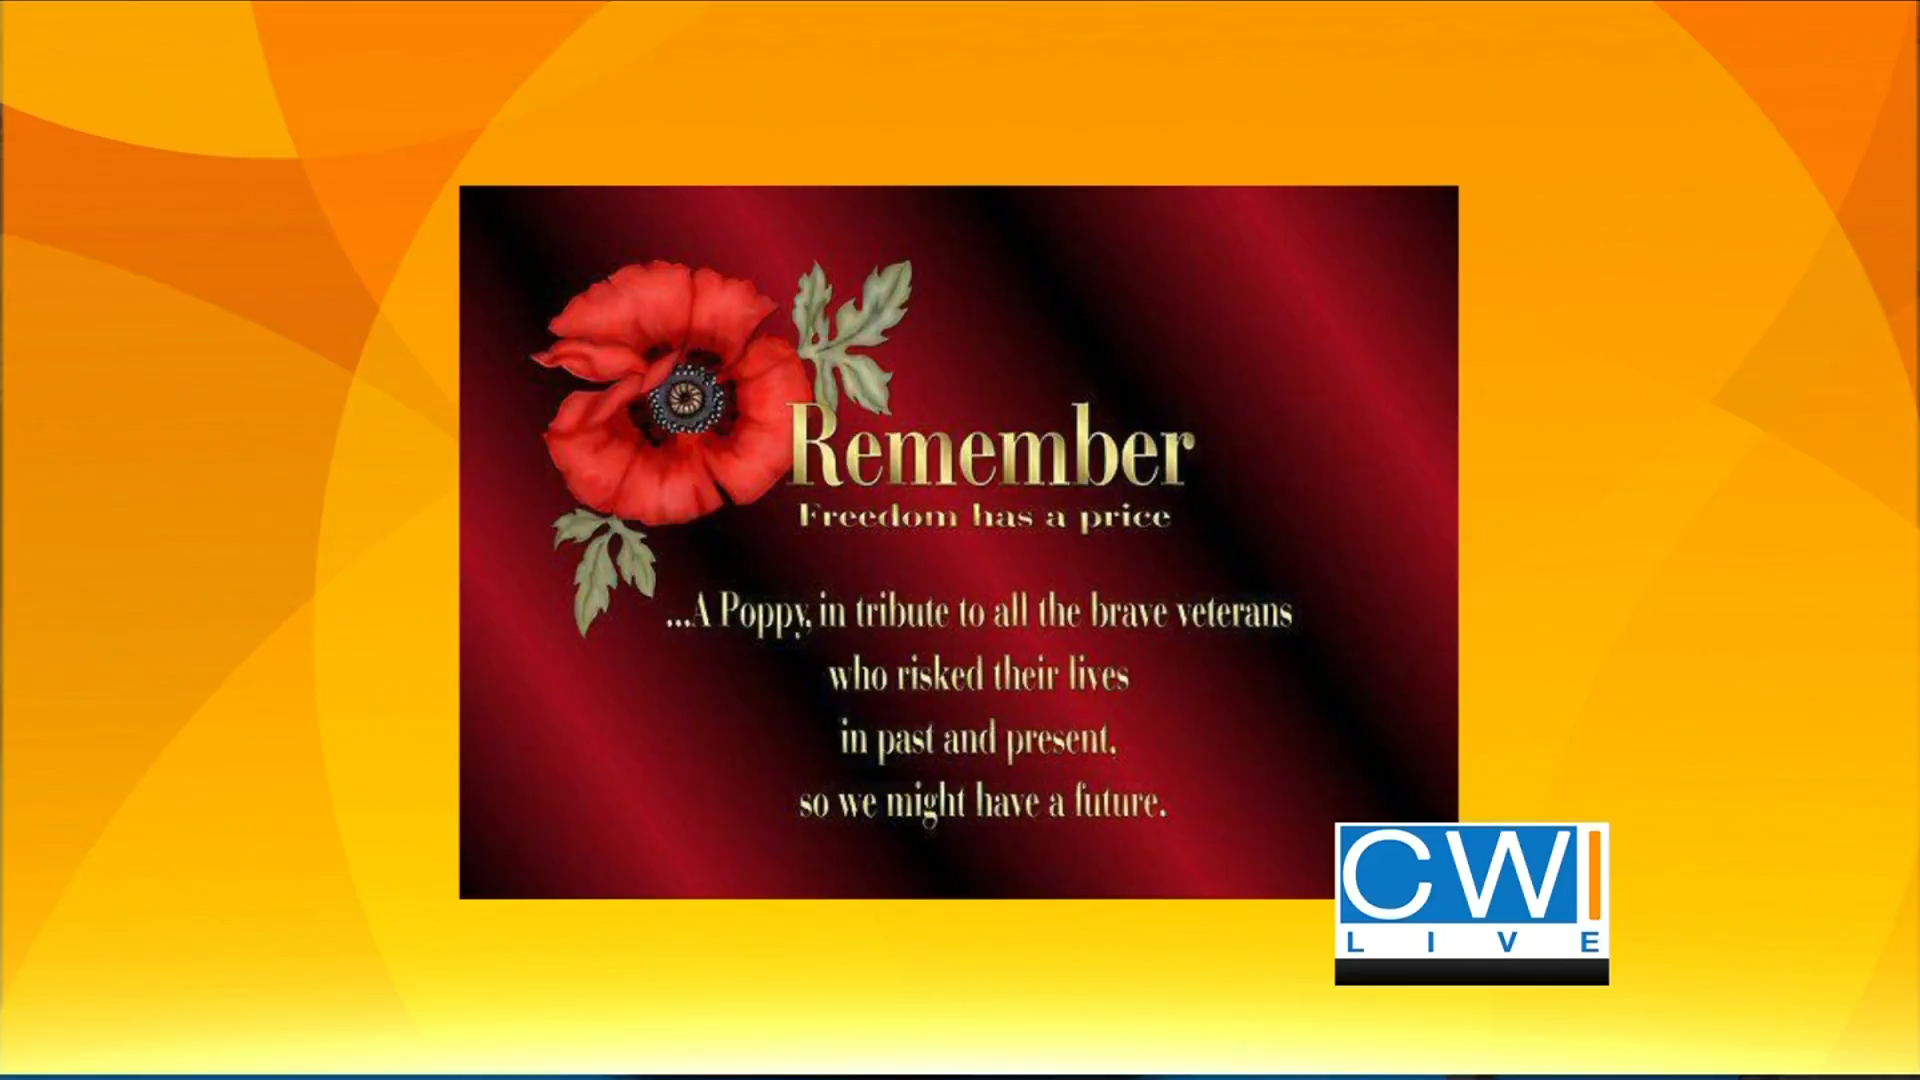 Remember
Freedom has a price
...A Poppy, in tribute to all the brave veterans
who risked their lives
in past and present,
so we might have a future.
CW
LIVE